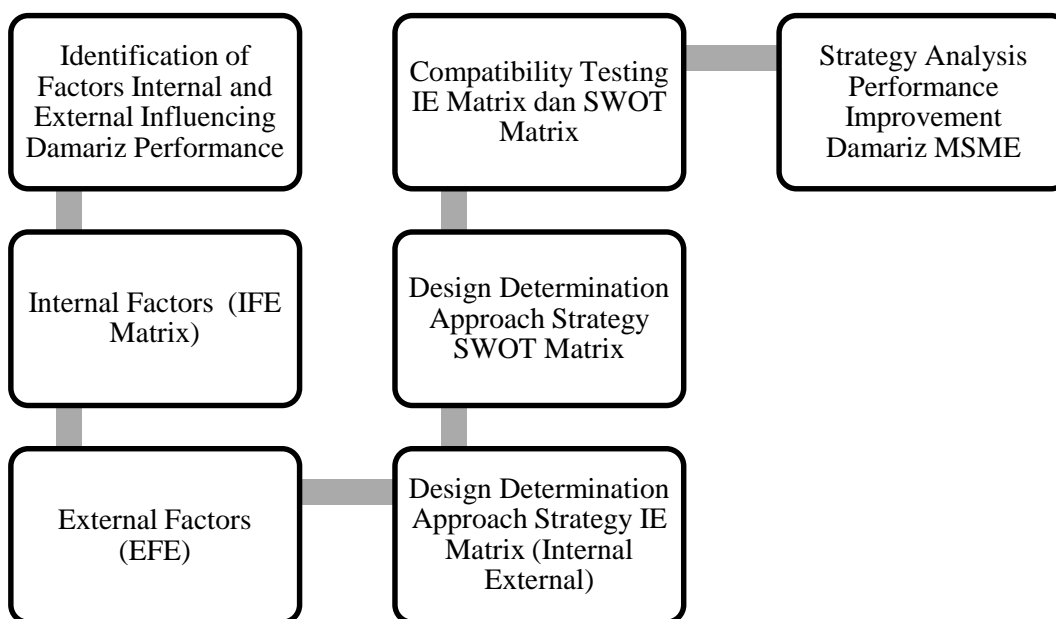 Identification of
Factors Internal and
External Influencing
Damariz Performance
Internal Factors (IFE
Matrix)
External Factors
(EFE)
Design Determination
Approach Strategy IE
Matrix (Internal
External)
Design Determination
Approach Strategy
SWOT Matrix
Compatibility Testing
IE Matrix dan SWOT
Matrix
Strategy Analysis
Performance
Improvement
Damariz MSME